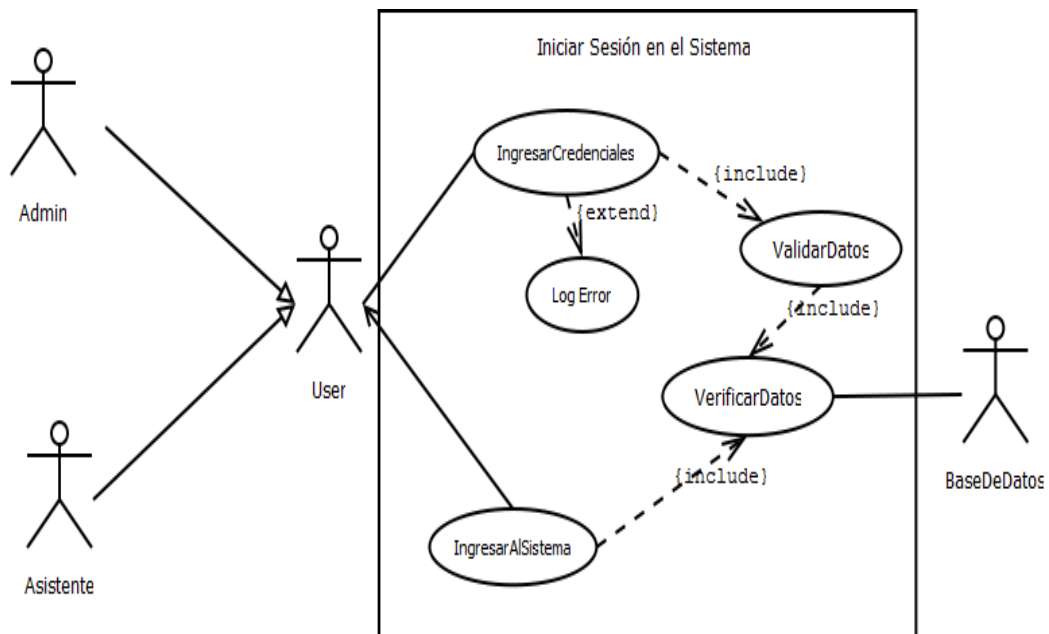 Iniciar Sesión en el Sistema
Admin
IngresarCredenciales
{include}
{extend}
ValidarDatos
Log Error
{include}
User
VerificarDatos
BaseDeDatos
{include}
IngresarAlSistema
Asistente